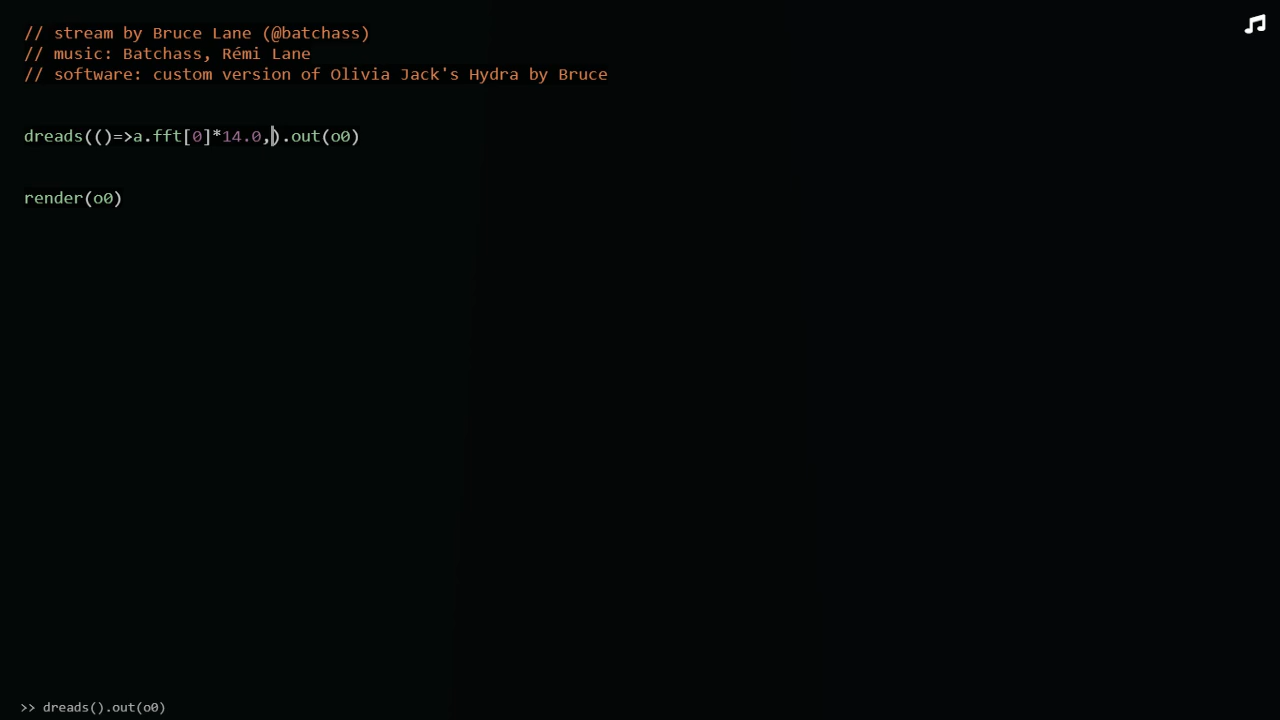 // stream by Bruce Lane (@batchass)
// music: Batchass, Rémi Lane
// software: custom version of Olivia Jack's Hydra by Bruce
dreads(()=>a.fft[0]*14.0,).out(o0)
render(o0)
>> dreads().out(o0)